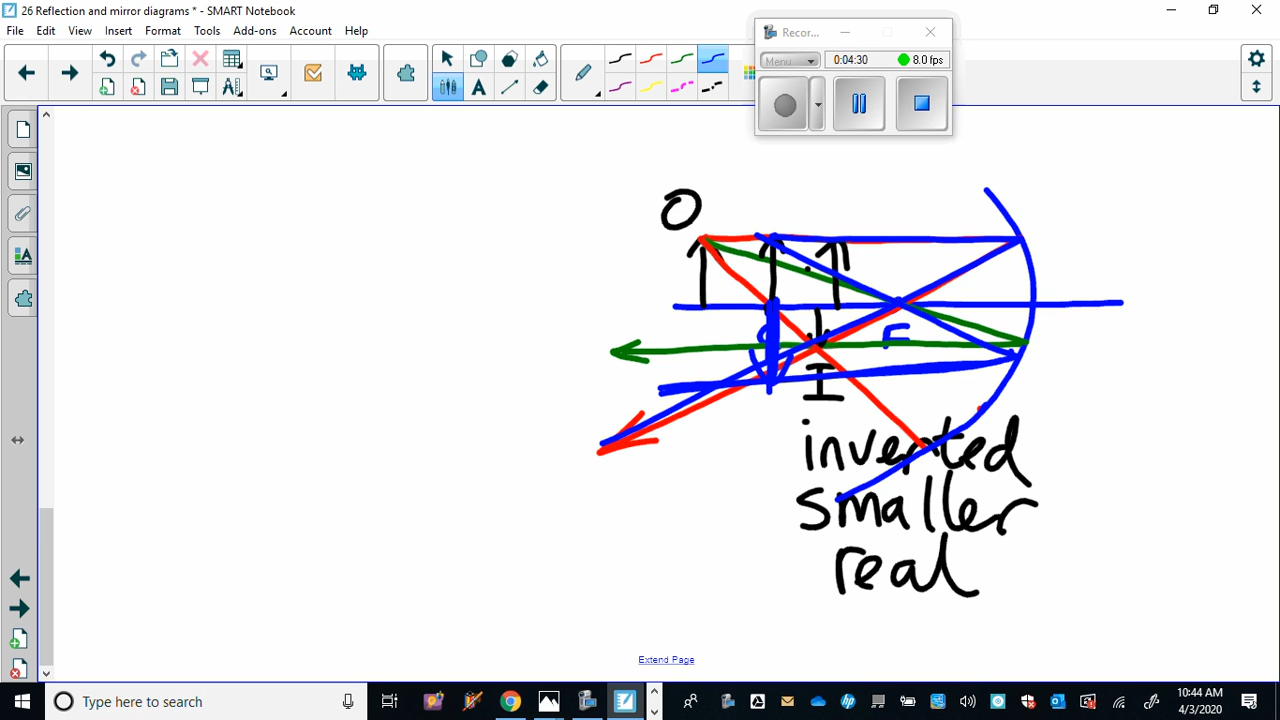 26 Reflection and mirror diagrams * - SMART Notebook
File Edit View Insert Format Tools Add-ons Account Help
Recor...
Menu
0:04:30
8.0 fps
O
F
I
inverted
smaller
real
Extend Page
Type here to search
10:44 AM
4/3/2020